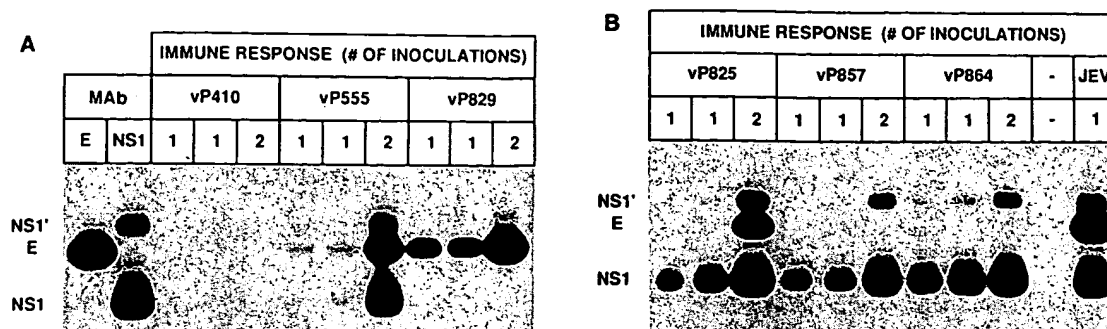 A
IMMUNE RESPONSE (# OF INOCULATIONS)
MAb vP410 vP555 vP829
E NS1 1 1 2 1 1 2 1 1 2
NS1'
E
NS1
B
IMMUNE RESPONSE (# OF INOCULATIONS)
vP825 vP857 vP864 - JEV
1 1 2 1 1 2 1 1 2 - 1
NS1'
E
NS1